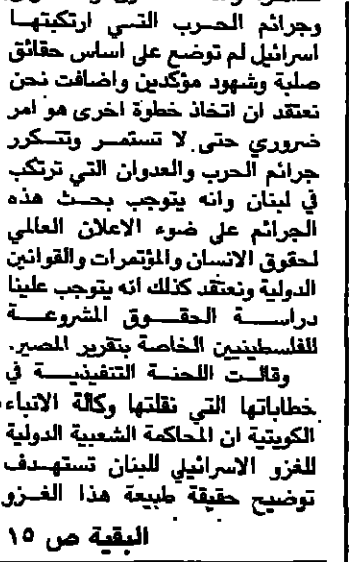 وجرائم الحرب التي ارتكبتها
اسرائيل لم توضع على اساس حقائق
صلبة وشهود مؤكدين واضافت نحن
نعتقد ان اتخاذ خطوة اخرى هو امر
ضروري حتى لا تستمر وتتكرر
جرائم الحرب والعدوان التي ترتكب
في لبنان وانه يتوجب بحث هذه
الجرائم على ضوء الاعلان العالمي
لحقوق الانسان والمؤتمرات والقوانين
الدولية ونعتقد كذلك انه يتوجب علينا
دراسة الحقوق المشروعة
للفلسطينيين الخاصة بتقرير المصير.
وقالت اللجنة التنفيذية في
خطاباتها التي نقلتها وكالة الانباء
الكويتية ان المحاكمة الشعبية الدولية
للغزو الاسرائيلي للبنان تستهدف
توضيح حقيقة طبيعة هذا الغزو
البقية ص ١٥